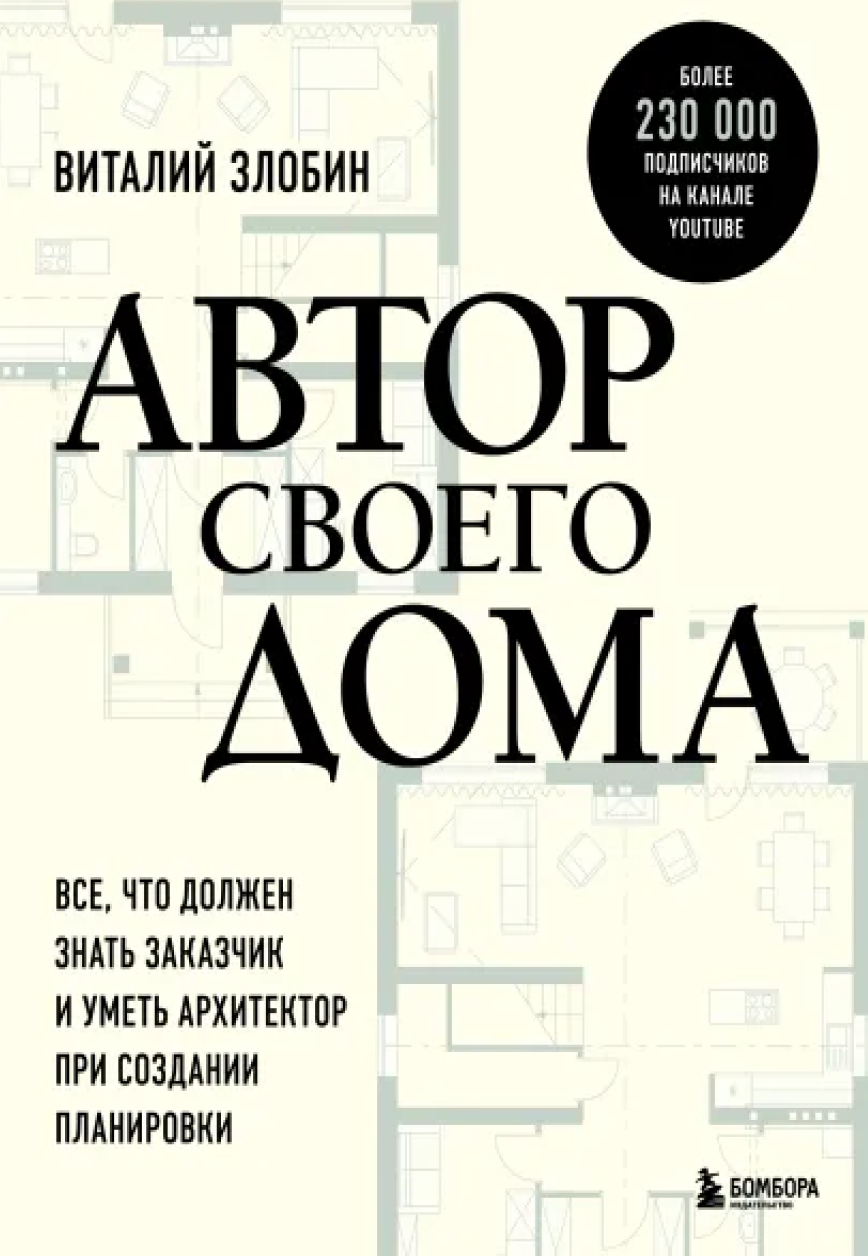 БОЛЕЕ
230 000
ПОДПИСЧИКОВ
НА КАНАЛЕ
YOUTUBE
ВИТАЛИЙ ЗЛОБИН
АВТОР
СВОЕГО
ДОМА
ВСЕ, ЧТО ДОЛЖЕН
ЗНАТЬ ЗАКАЗЧИК
И УМЕТЬ АРХИТЕКТОР
ПРИ СОЗДАНИИ
ПЛАНИРОВКИ
БОМБОРА
ИЗДАТЕЛЬСТВО